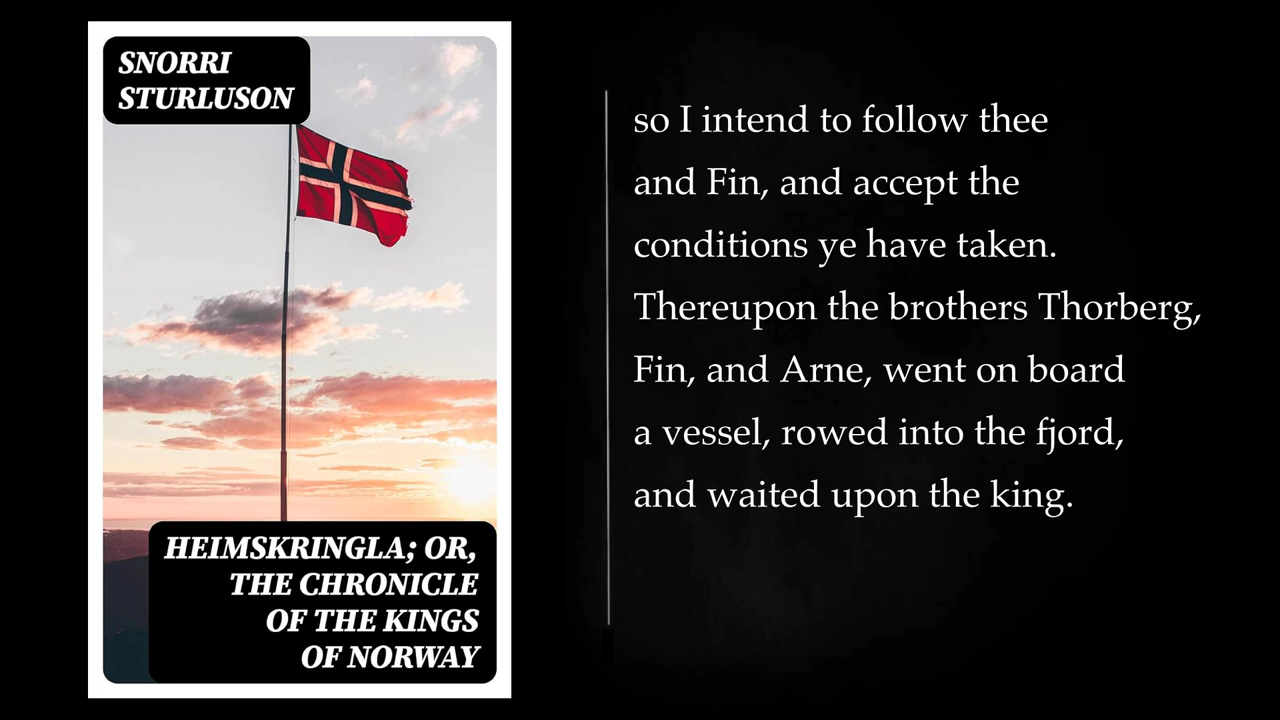 SNORRI
STURLUSON
HEIMSKRINGLA; OR,
THE CHRONICLE
OF THE KINGS
OF NORWAY
so I intend to follow thee
and Fin, and accept the
conditions ye have taken.
Thereupon the brothers Thorberg,
Fin, and Arne, went on board
a vessel, rowed into the fjord,
and waited upon the king.